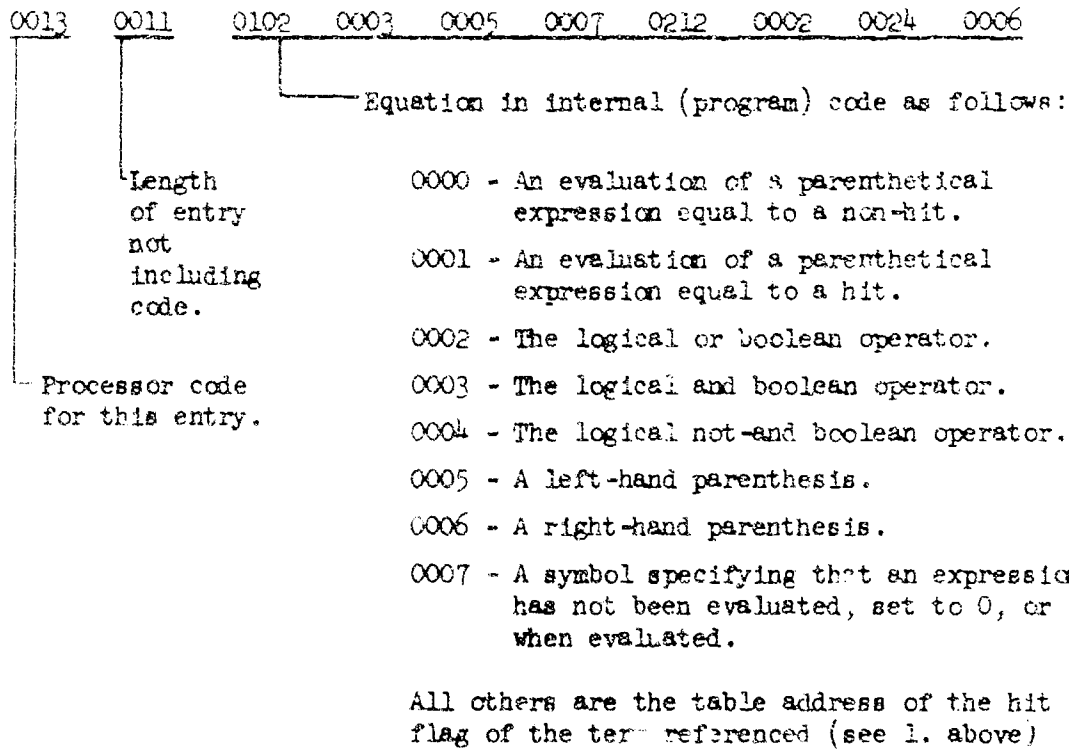 0013 0011 0102 0003 0005 0007 0212 0002 0024 0006
Equation in internal (program) code as follows:
Length
of entry
not
including
code.
Processor code
for this entry.
0000 - An evaluation of a parenthetical
expression equal to a non-hit.
0001 - An evaluation of a parenthetical
expression equal to a hit.
0002 - The logical or boolean operator.
0003 - The logical and boolean operator.
0004 - The logical not-and boolean operator.
0005 - A left-hand parenthesis.
0006 - A right-hand parenthesis.
0007 - A symbol specifying that an expressio
has not been evaluated, set to 0, or
when evaluated.
All others are the table address of the hit
flag of the ter referenced (see 1. above)